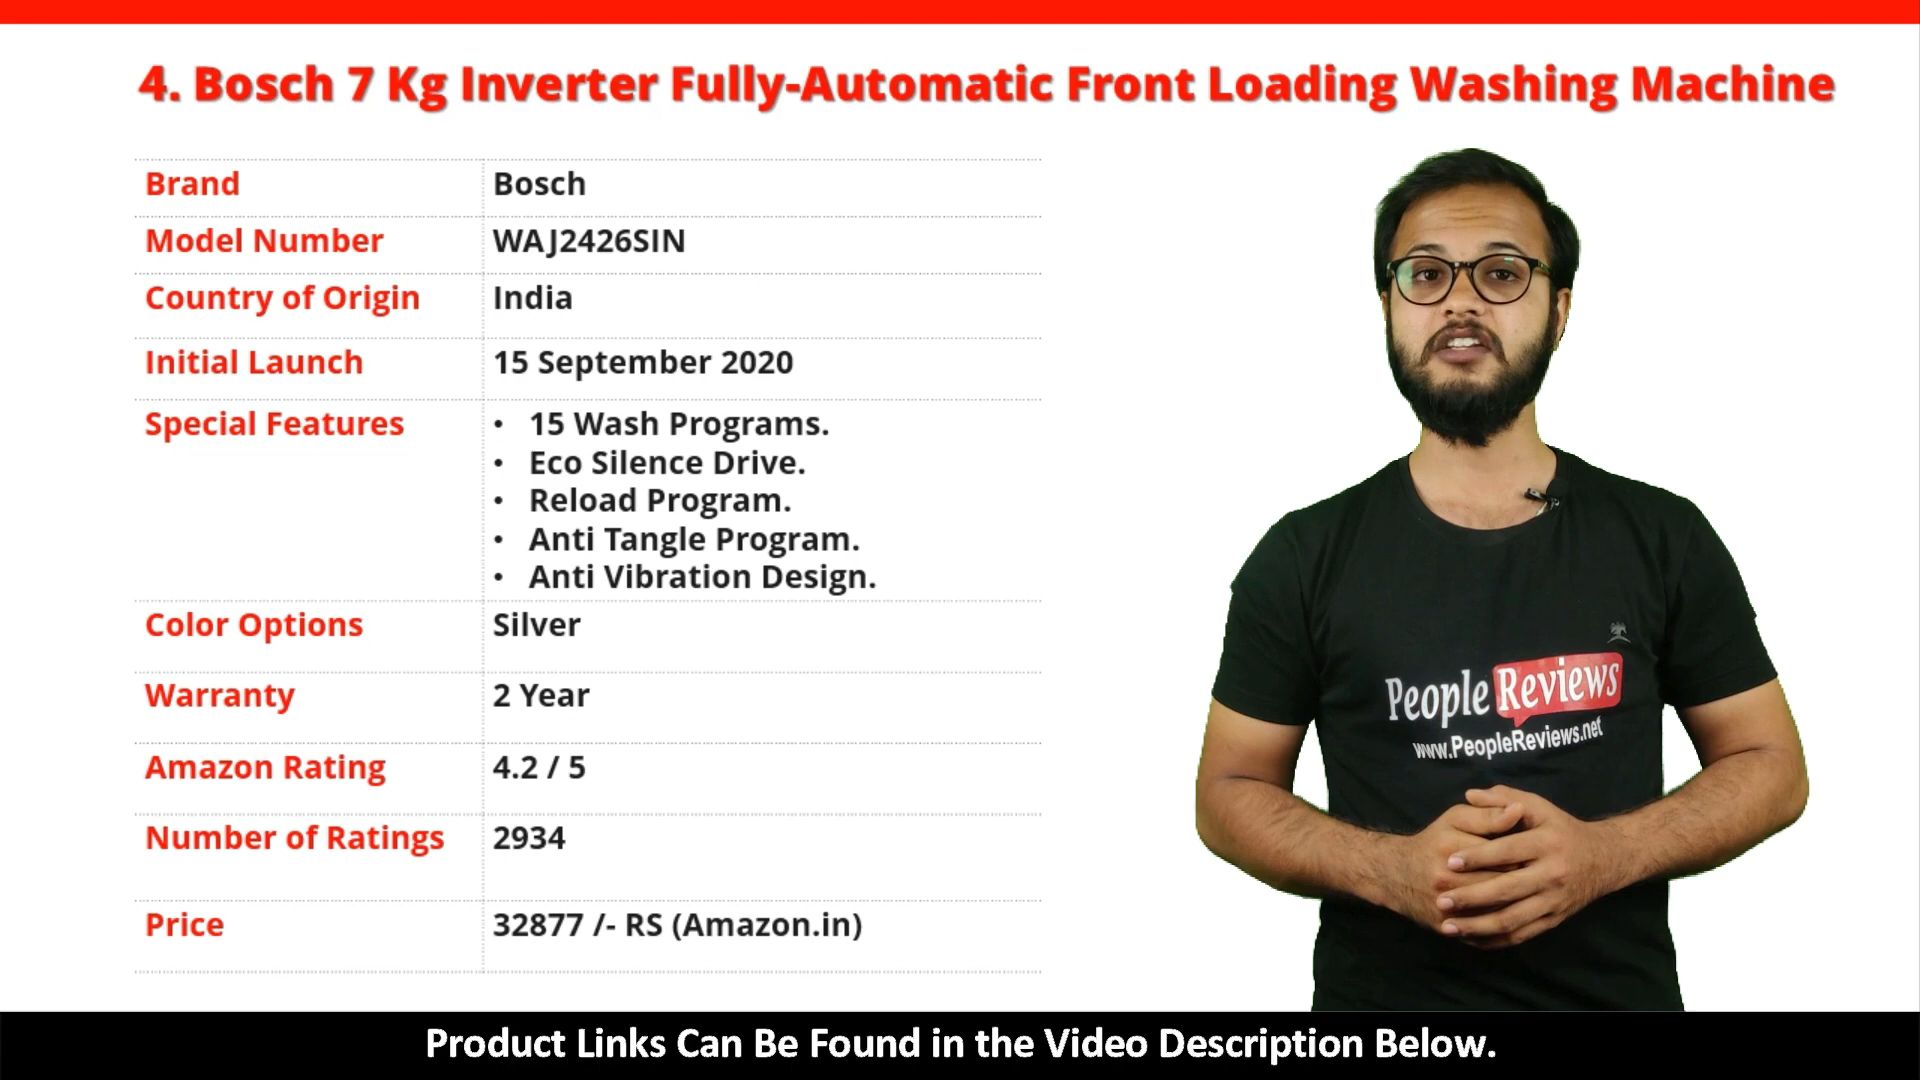 4. Bosch 7 Kg Inverter Fully-Automatic Front Loading Washing Machine
Brand Bosch
Model Number WAJ2426SIN
Country of Origin India
Initial Launch 15 September 2020
Special Features • 15 Wash Programs.
• Eco Silence Drive.
• Reload Program.
• Anti Tangle Program.
• Anti Vibration Design.
Color Options Silver
Warranty 2 Year
Amazon Rating 4.2 / 5
Number of Ratings 2934
Price 32877 /- RS (Amazon.in)
People Reviews
www.PeopleReviews.net
Product Links Can Be Found in the Video Description Below.